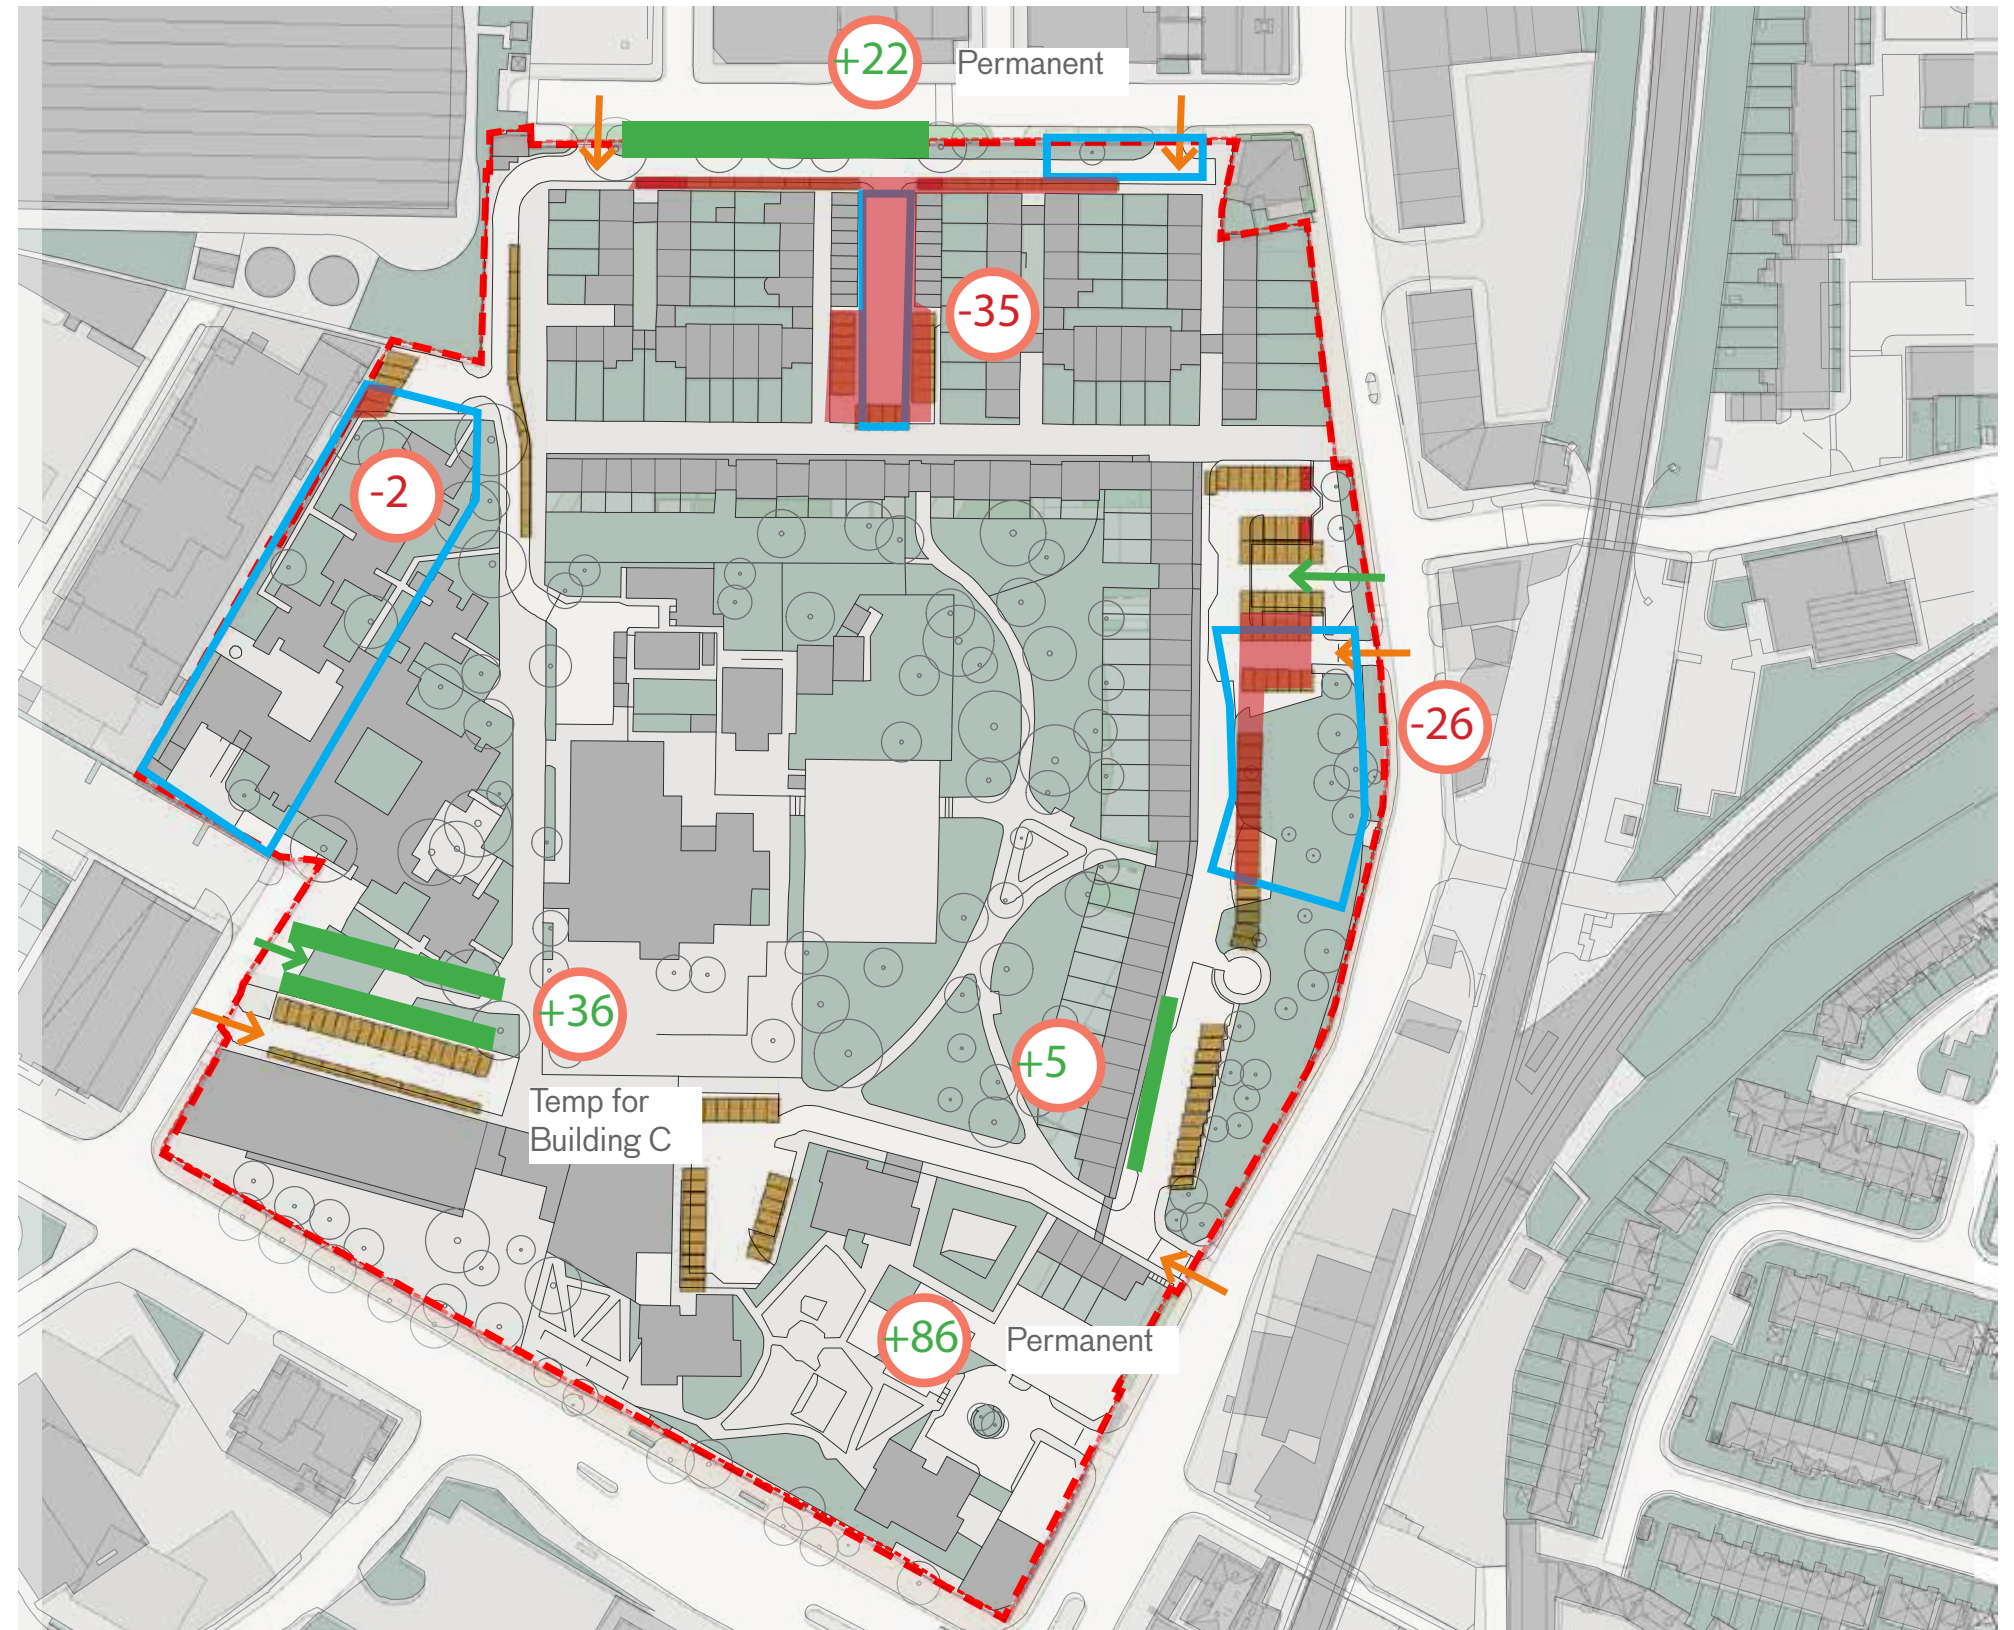 +22 Permanent
-35
-2
-26
+36
+5
Temp for
Building C
+86 Permanent